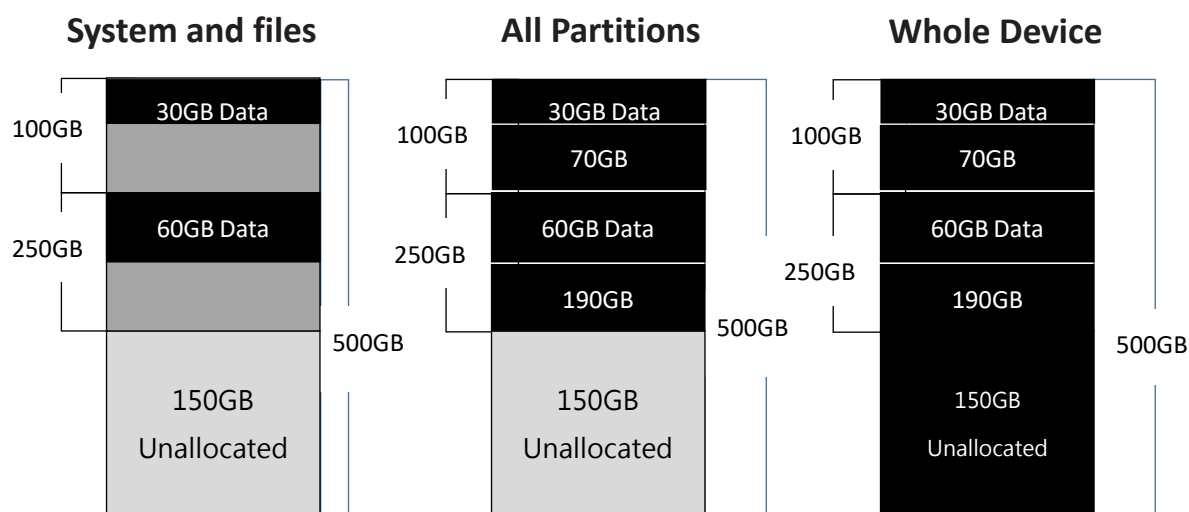 System and files
100GB
30GB Data
250GB
60GB Data
500GB
150GB
Unallocated
All Partitions
100GB
30GB Data
70GB
250GB
60GB Data
190GB
500GB
150GB
Unallocated
Whole Device
100GB
30GB Data
70GB
250GB
60GB Data
190GB
500GB
150GB
Unallocated